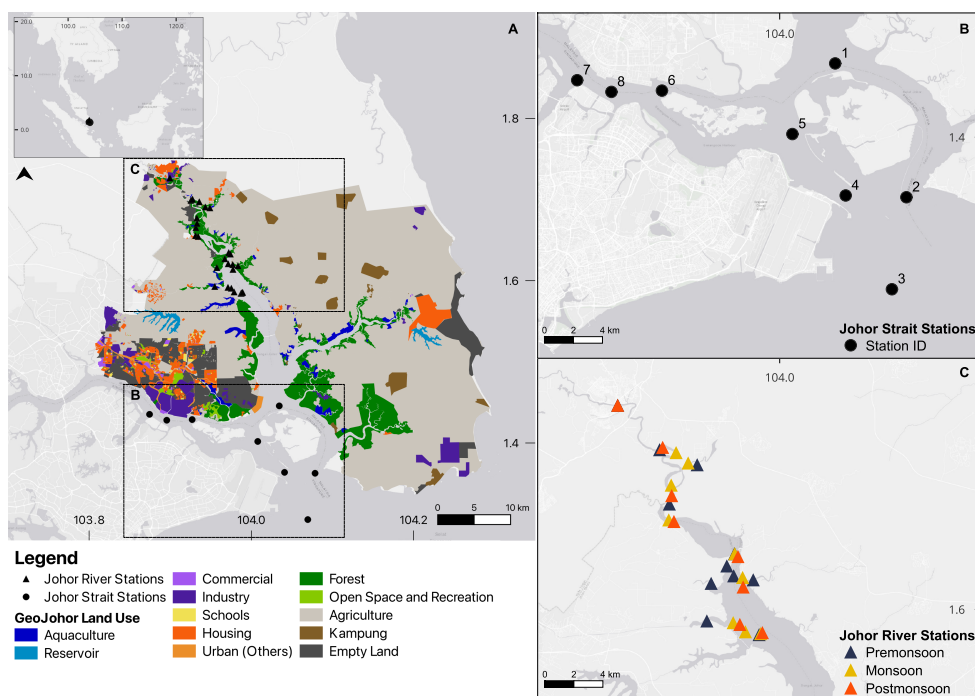 100.0
110.0
120.0
20.0
10.0
0.0
A
C
B
1.8
1.6
1.4
103.8
104.0
104.2
0
5
10 km
Legend
Johor River Stations
Johor Strait Stations
GeoJohor Land Use
Aquaculture
Reservoir
Commercial
Industry
Schools
Housing
Urban (Others)
Forest
Open Space and Recreation
Agriculture
Kampung
Empty Land
104.0
B
1
7
8
6
5
1.4
4
2
3
0
2
4 km
Johor Strait Stations
Station ID
104.0
C
1.6
0
2
4 km
Johor River Stations
Premonsoon
Monsoon
Postmonsoon